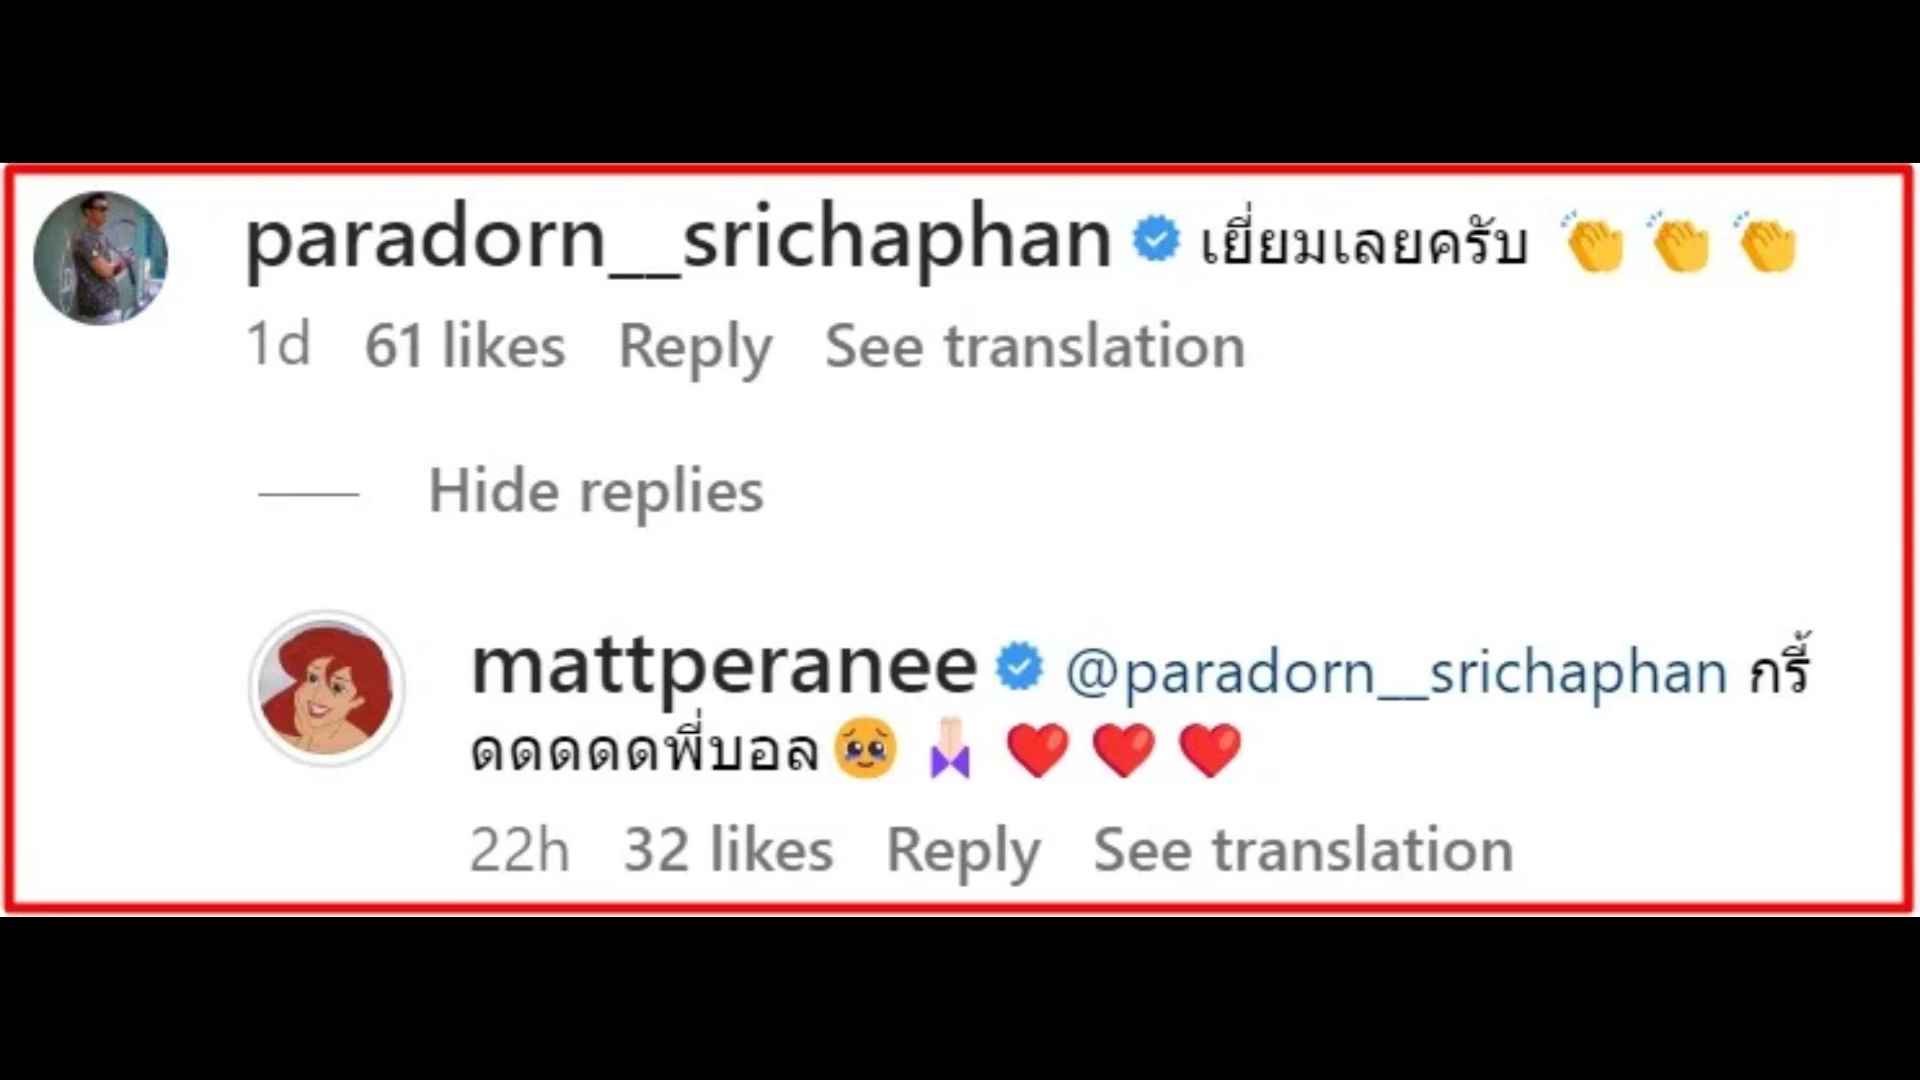 paradorn__srichaphan เยี่ยมเลยครับ 👏👏👏
1d 61 likes Reply See translation
Hide replies
mattperanee @paradorn__srichaphan กรี้
ดดดดดพี่บอล🥹🙏🏻❤️❤️❤️
22h 32 likes Reply See translation